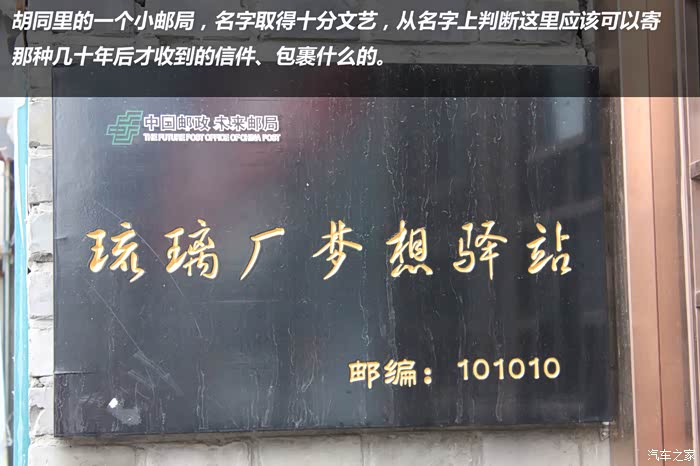 胡同里的一个小邮局，名字取得十分文艺，从名字上判断这里应该可以寄
那种几十年后才收到的信件、包裹什么的。
中国邮政 未来邮局
THE FUTURE POST OFFICE OF CHINA POST
琉璃厂梦想驿站
邮编：101010
汽车之家